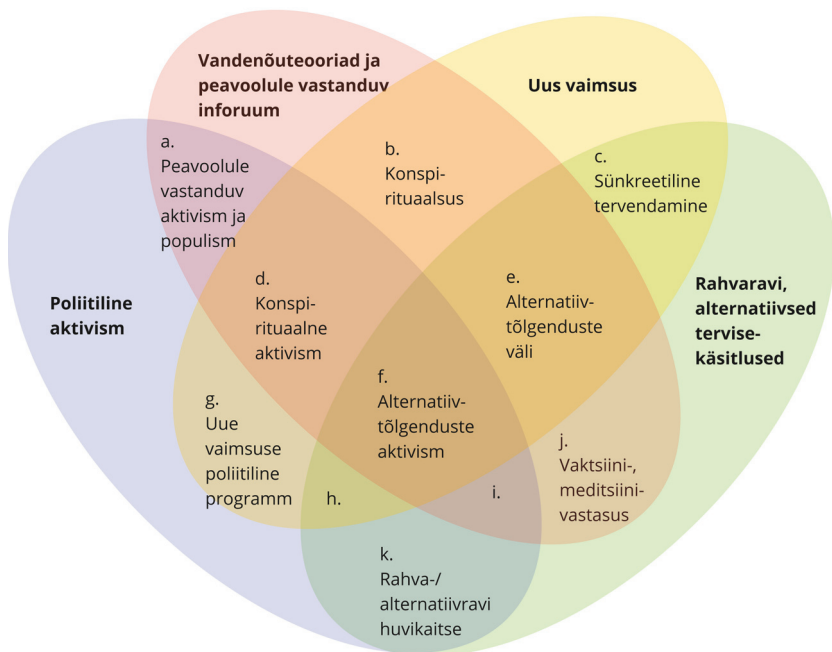 Vandenõuteooriad ja
peavoolule vastanduv
inforuum
Uus vaimsus
a.
Peavoolule
vastanduv
aktivism ja
populism
b.
Konspi-
rituaalsus
c.
Sünkreetiline
tervendamine
Poliitiline
aktivism
d.
Konspi-
rituaalne
aktivism
e.
Alternatiiv-
tõlgenduste
väli
Rahvaravi,
alternatiivsed
tervise-
käsitlused
f.
Alternatiiv-
tõlgenduste
aktivism
g.
Uue
vaimsuse
poliitiline
programm
h.
i.
j.
Vaktsiini-,
meditsiini-
vastasus
k.
Rahva-/
alternatiivravi
huvikaitse